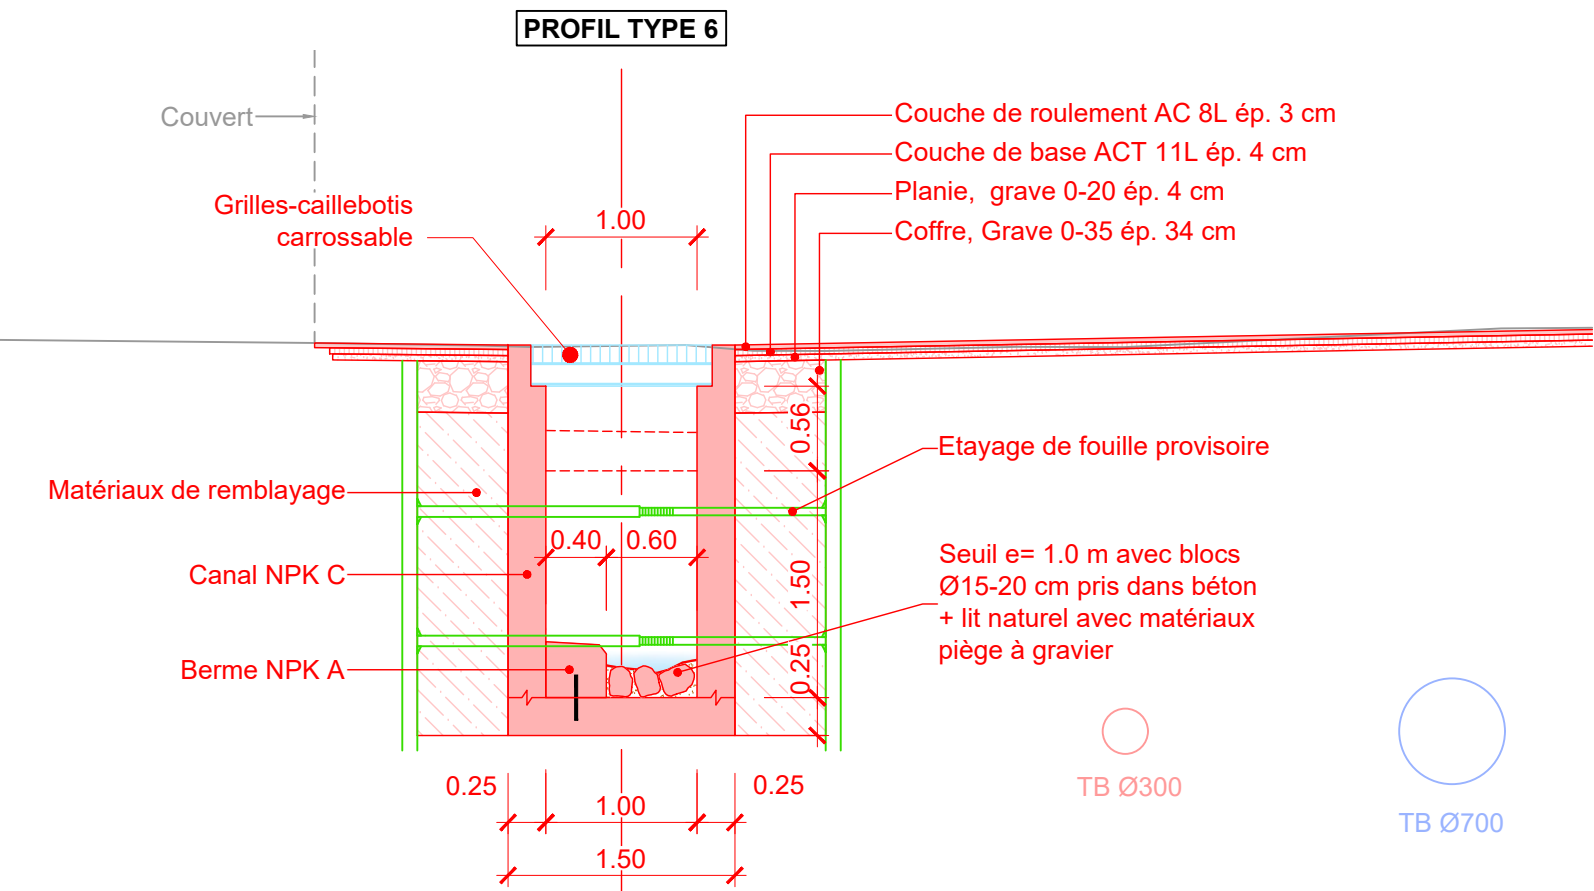 PROFIL TYPE 6
Couvert
Couche de roulement AC 8L ép. 3 cm
Couche de base ACT 11L ép. 4 cm
Planie, grave 0-20 ép. 4 cm
Coffre, Grave 0-35 ép. 34 cm
Grilles-caillebotis
carrossable
1.00
0.56
Etayage de fouille provisoire
Matériaux de remblayage
0.40 0.60
1.50
Canal NPK C
Seuil e= 1.0 m avec blocs
Ø15-20 cm pris dans béton
+ lit naturel avec matériaux
piège à gravier
Berme NPK A
0.25
0.25
1.00
0.25
1.50
TB Ø300
TB Ø700